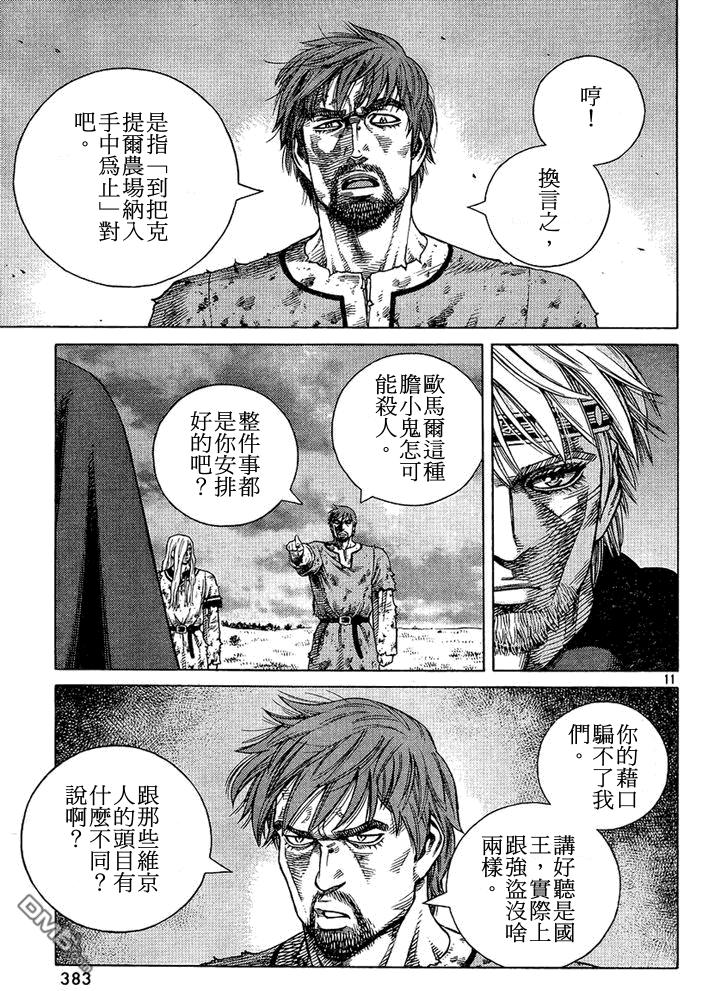 哼！
換言之，
是指「到把克
提爾農場納入
手中為止」對
吧。
歐馬爾這種
膽小鬼怎可
能殺人。
整件事都
是你安排
好的吧？
11
你的藉口
騙不了我
們。
講好聽是國
王，實際上
跟強盜沒啥
兩樣。
跟那些維京
人的頭目有
什麼不同？
說啊？
383